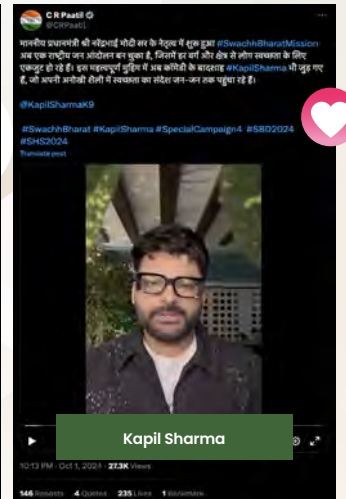 C R Paatil
@CRPaatil
माननीय प्रधानमंत्री श्री नरेंद्रभाई मोदी सर के नेतृत्व में शुरू हुआ #SwachhBharatMission
अब एक राष्ट्रीय जन आंदोलन बन चुका है, जिसमें हर वर्ग और क्षेत्र से लोग स्वच्छता के लिए
एकजुट हो रहे हैं। इस महत्वपूर्ण मुहिम में अब कॉमेडी के बादशाह #KapilSharma भी जुड़ गए
हैं, जो अपनी अनोखी शैली में स्वच्छता का संदेश जन-जन तक पहुंचा रहे हैं।
@KapilSharmaK9
#SwachhBharat #KapilSharma #SpecialCampaign4 #SBD2024
#SHS2024
Translate post
Kapil Sharma
10:13 PM · Oct 1, 2024 · 27.3K Views
146 Reposts 4 Quotes 235 Likes 1 Bookmark